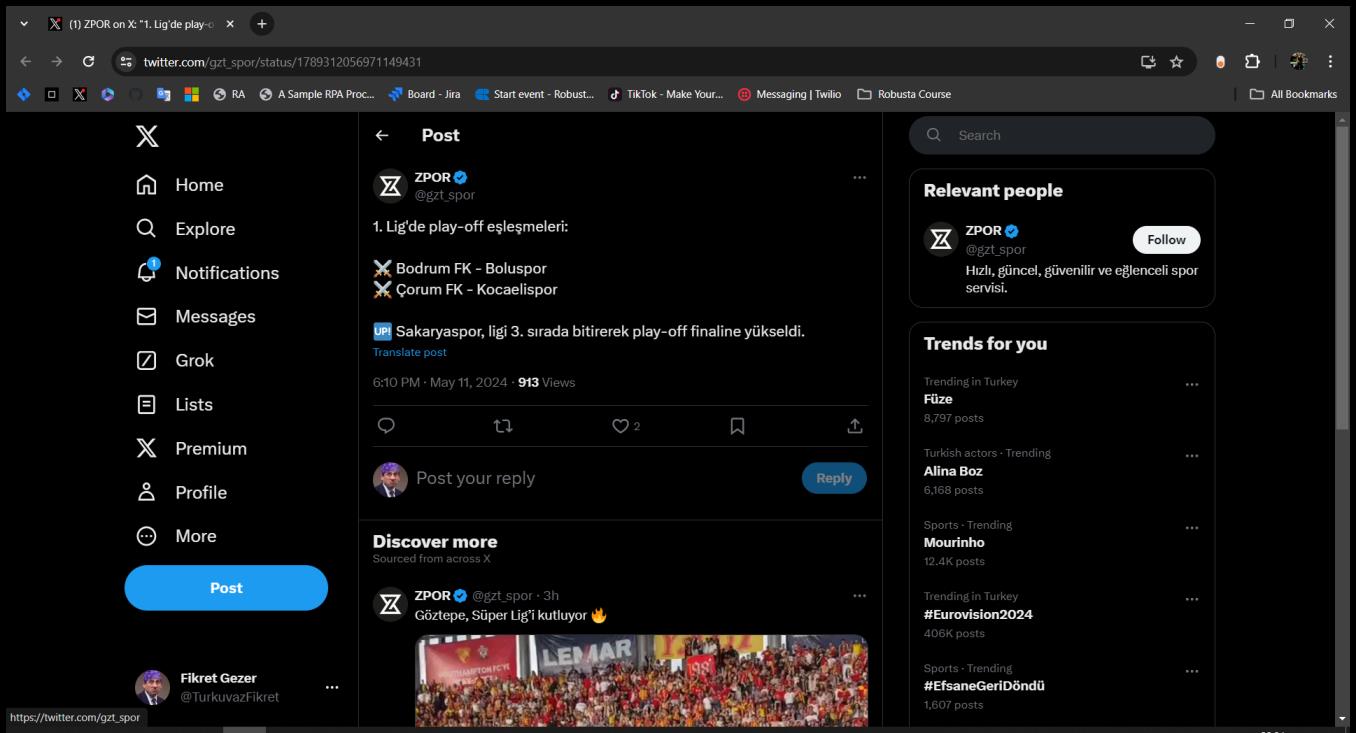 (1) ZPOR on X: "1. Lig'de play-o
twitter.com/gzt_spor/status/1789312056971149431
RA
A Sample RPA Proc...
Board - Jira
Start event - Robust...
TikTok - Make Your...
Messaging | Twilio
Robusta Course
All Bookmarks
Home
Explore
1
Notifications
Messages
Grok
Lists
Premium
Profile
More
Post
Fikret Gezer
@TurkuvazFikret
https://twitter.com/gzt_spor
Post
ZPOR
@gzt_spor
1. Lig'de play-off eşleşmeleri:
⚔️ Bodrum FK - Boluspor
⚔️ Çorum FK - Kocaelispor
🆙 Sakaryaspor, ligi 3. sırada bitirerek play-off finaline yükseldi.
Translate post
6:10 PM · May 11, 2024 · 913 Views
2
Post your reply
Reply
Discover more
Sourced from across X
ZPOR @gzt_spor · 3h
Göztepe, Süper Lig’i kutluyor 🔥
LEMAR
Search
Relevant people
ZPOR
@gzt_spor
Follow
Hızlı, güncel, güvenilir ve eğlenceli spor
servisi.
Trends for you
Trending in Turkey
Füze
8,797 posts
Turkish actors · Trending
Alina Boz
6,168 posts
Sports · Trending
Mourinho
12.4K posts
Trending in Turkey
#Eurovision2024
406K posts
Sports · Trending
#EfsaneGeriDöndü
1,607 posts